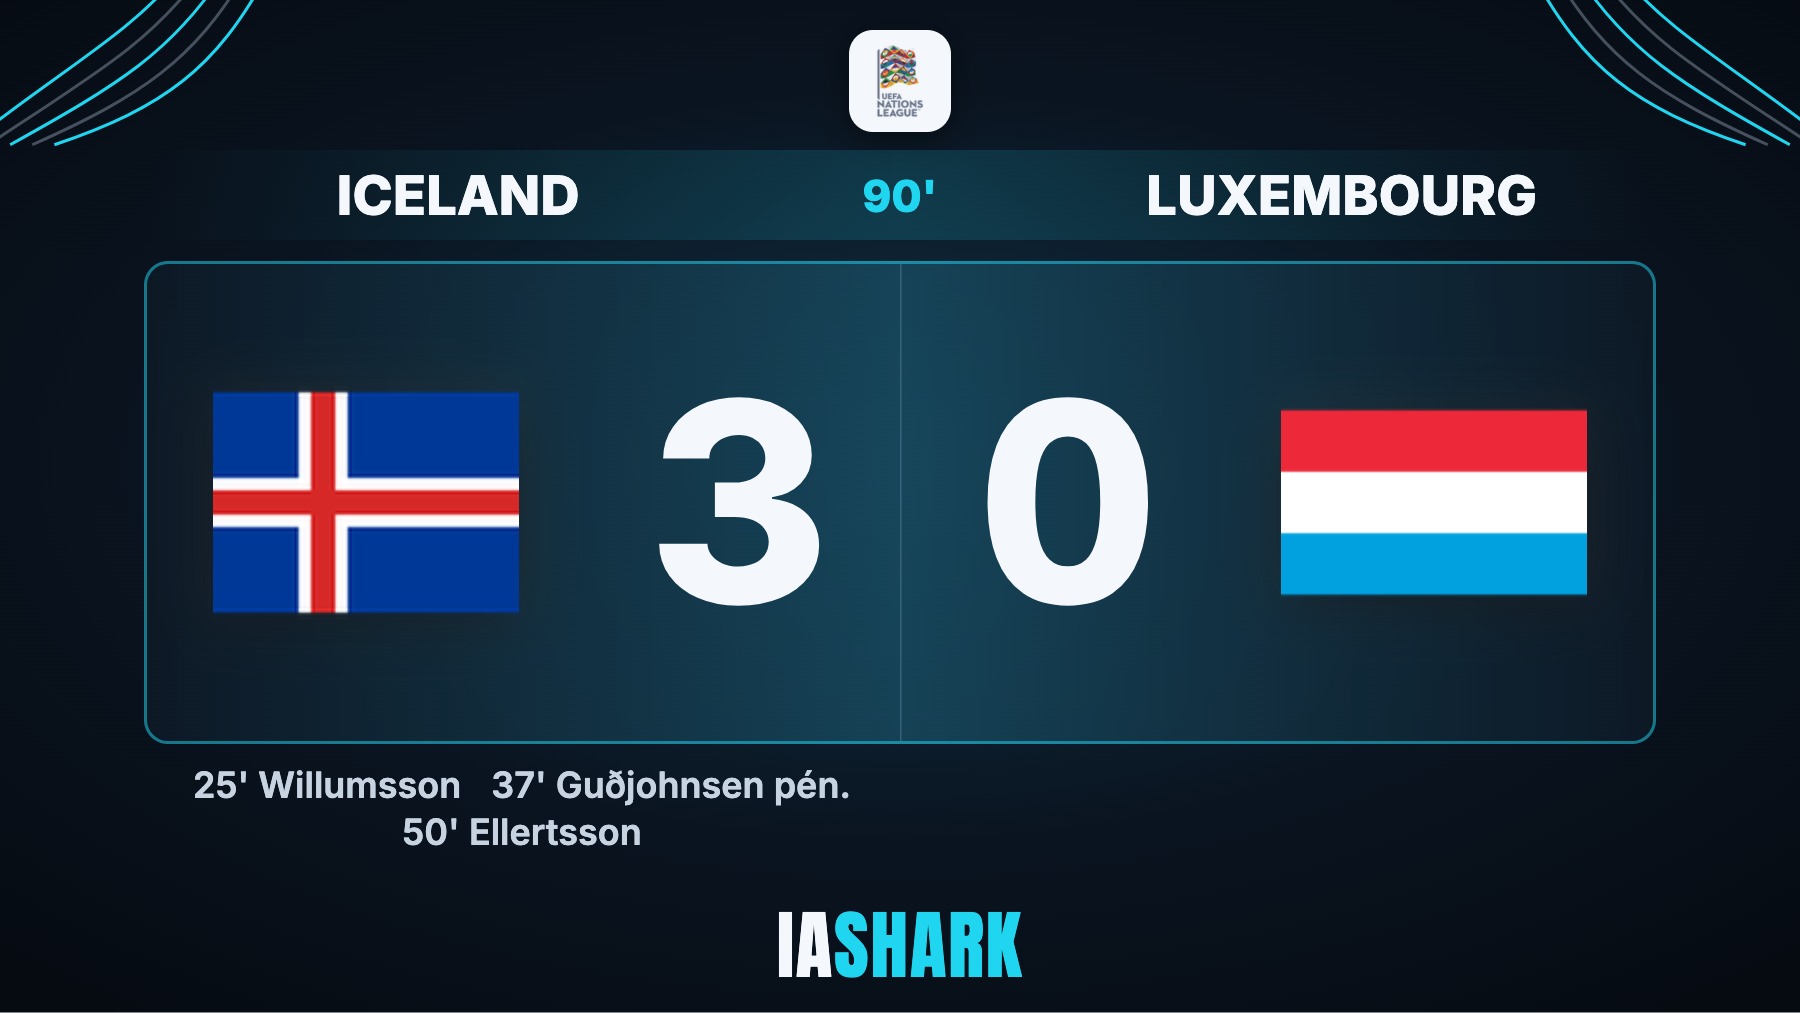 UEFA
NATIONS
LEAGUE
ICELAND 90' LUXEMBOURG
3 0
25' Willumsson 37' Guðjohnsen pén.
50' Ellertsson
IASHARK